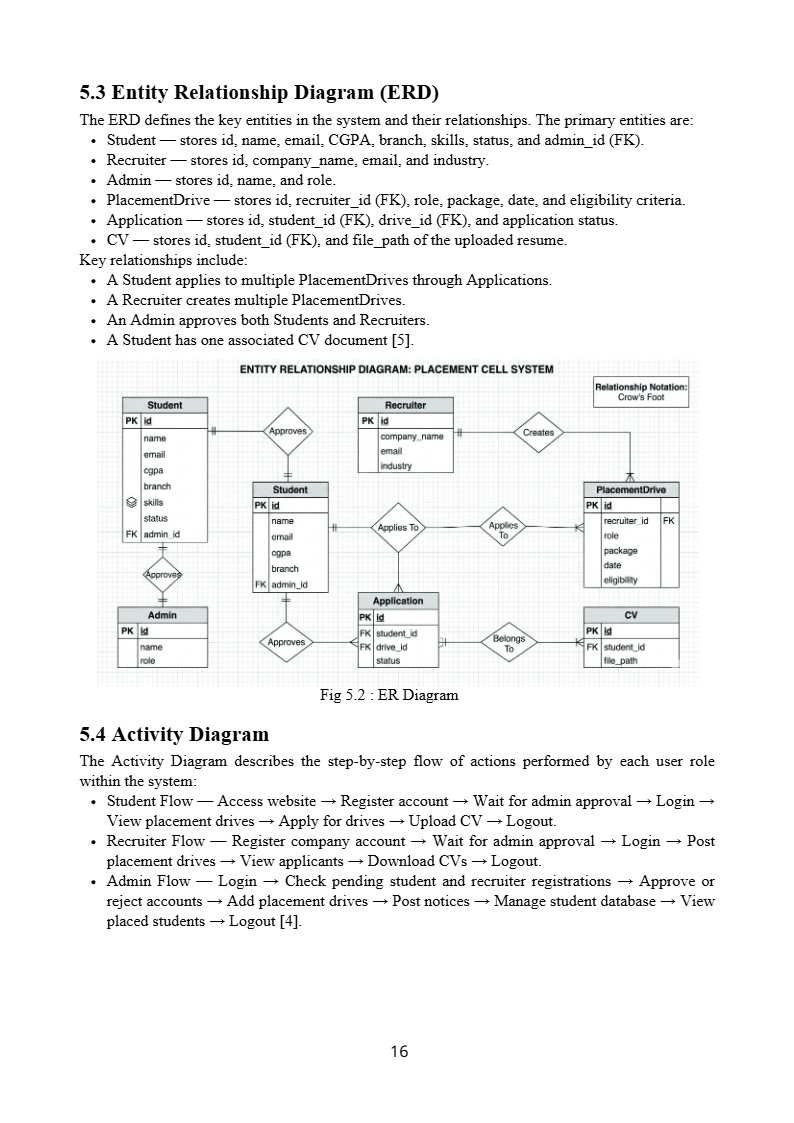 5.3 Entity Relationship Diagram (ERD)
The ERD defines the key entities in the system and their relationships. The primary entities are:
• Student — stores id, name, email, CGPA, branch, skills, status, and admin_id (FK).
• Recruiter — stores id, company_name, email, and industry.
• Admin — stores id, name, and role.
• PlacementDrive — stores id, recruiter_id (FK), role, package, date, and eligibility criteria.
• Application — stores id, student_id (FK), drive_id (FK), and application status.
• CV — stores id, student_id (FK), and file_path of the uploaded resume.
Key relationships include:
• A Student applies to multiple PlacementDrives through Applications.
• A Recruiter creates multiple PlacementDrives.
• An Admin approves both Students and Recruiters.
• A Student has one associated CV document [5].
ENTITY RELATIONSHIP DIAGRAM: PLACEMENT CELL SYSTEM
Relationship Notation:
Crow's Foot
Student
PK id
name
email
cgpa
branch
skills
status
FK admin_id
Approves
Recruiter
PK id
company_name
email
industry
Creates
Student
PK id
name
email
cgpa
branch
FK admin_id
Applies To
Applies
To
PlacementDrive
PK id
recruiter_id FK
role
package
date
eligibility
Approves
Admin
PK id
name
role
Approves
Application
PK id
FK student_id
FK drive_id
status
Belongs
To
CV
PK id
FK student_id
file_path
Fig 5.2 : ER Diagram
5.4 Activity Diagram
The Activity Diagram describes the step-by-step flow of actions performed by each user role
within the system:
• Student Flow — Access website → Register account → Wait for admin approval → Login →
View placement drives → Apply for drives → Upload CV → Logout.
• Recruiter Flow — Register company account → Wait for admin approval → Login → Post
placement drives → View applicants → Download CVs → Logout.
• Admin Flow — Login → Check pending student and recruiter registrations → Approve or
reject accounts → Add placement drives → Post notices → Manage student database → View
placed students → Logout [4].
16